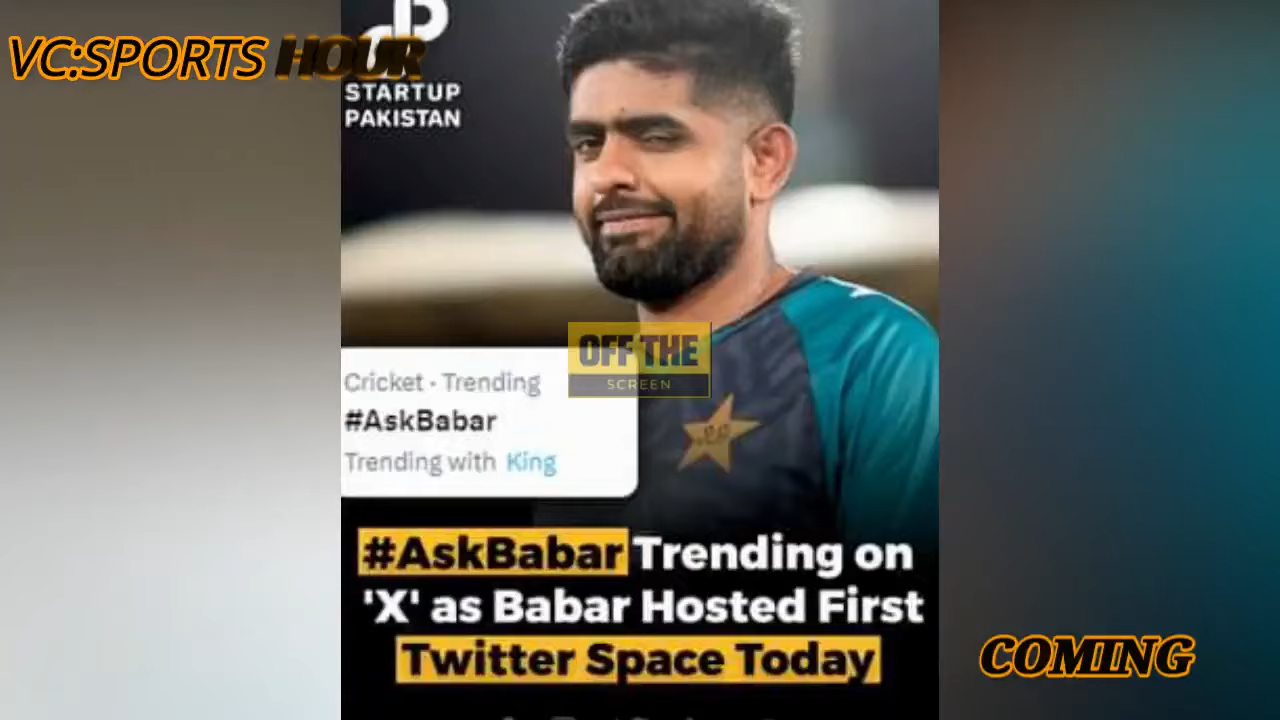 VC:SPORTS HOUR
STARTUP
PAKISTAN
OFF THE
SCREEN
Cricket · Trending
#AskBabar
Trending with King
#AskBabar Trending on
'X' as Babar Hosted First
Twitter Space Today
COMING